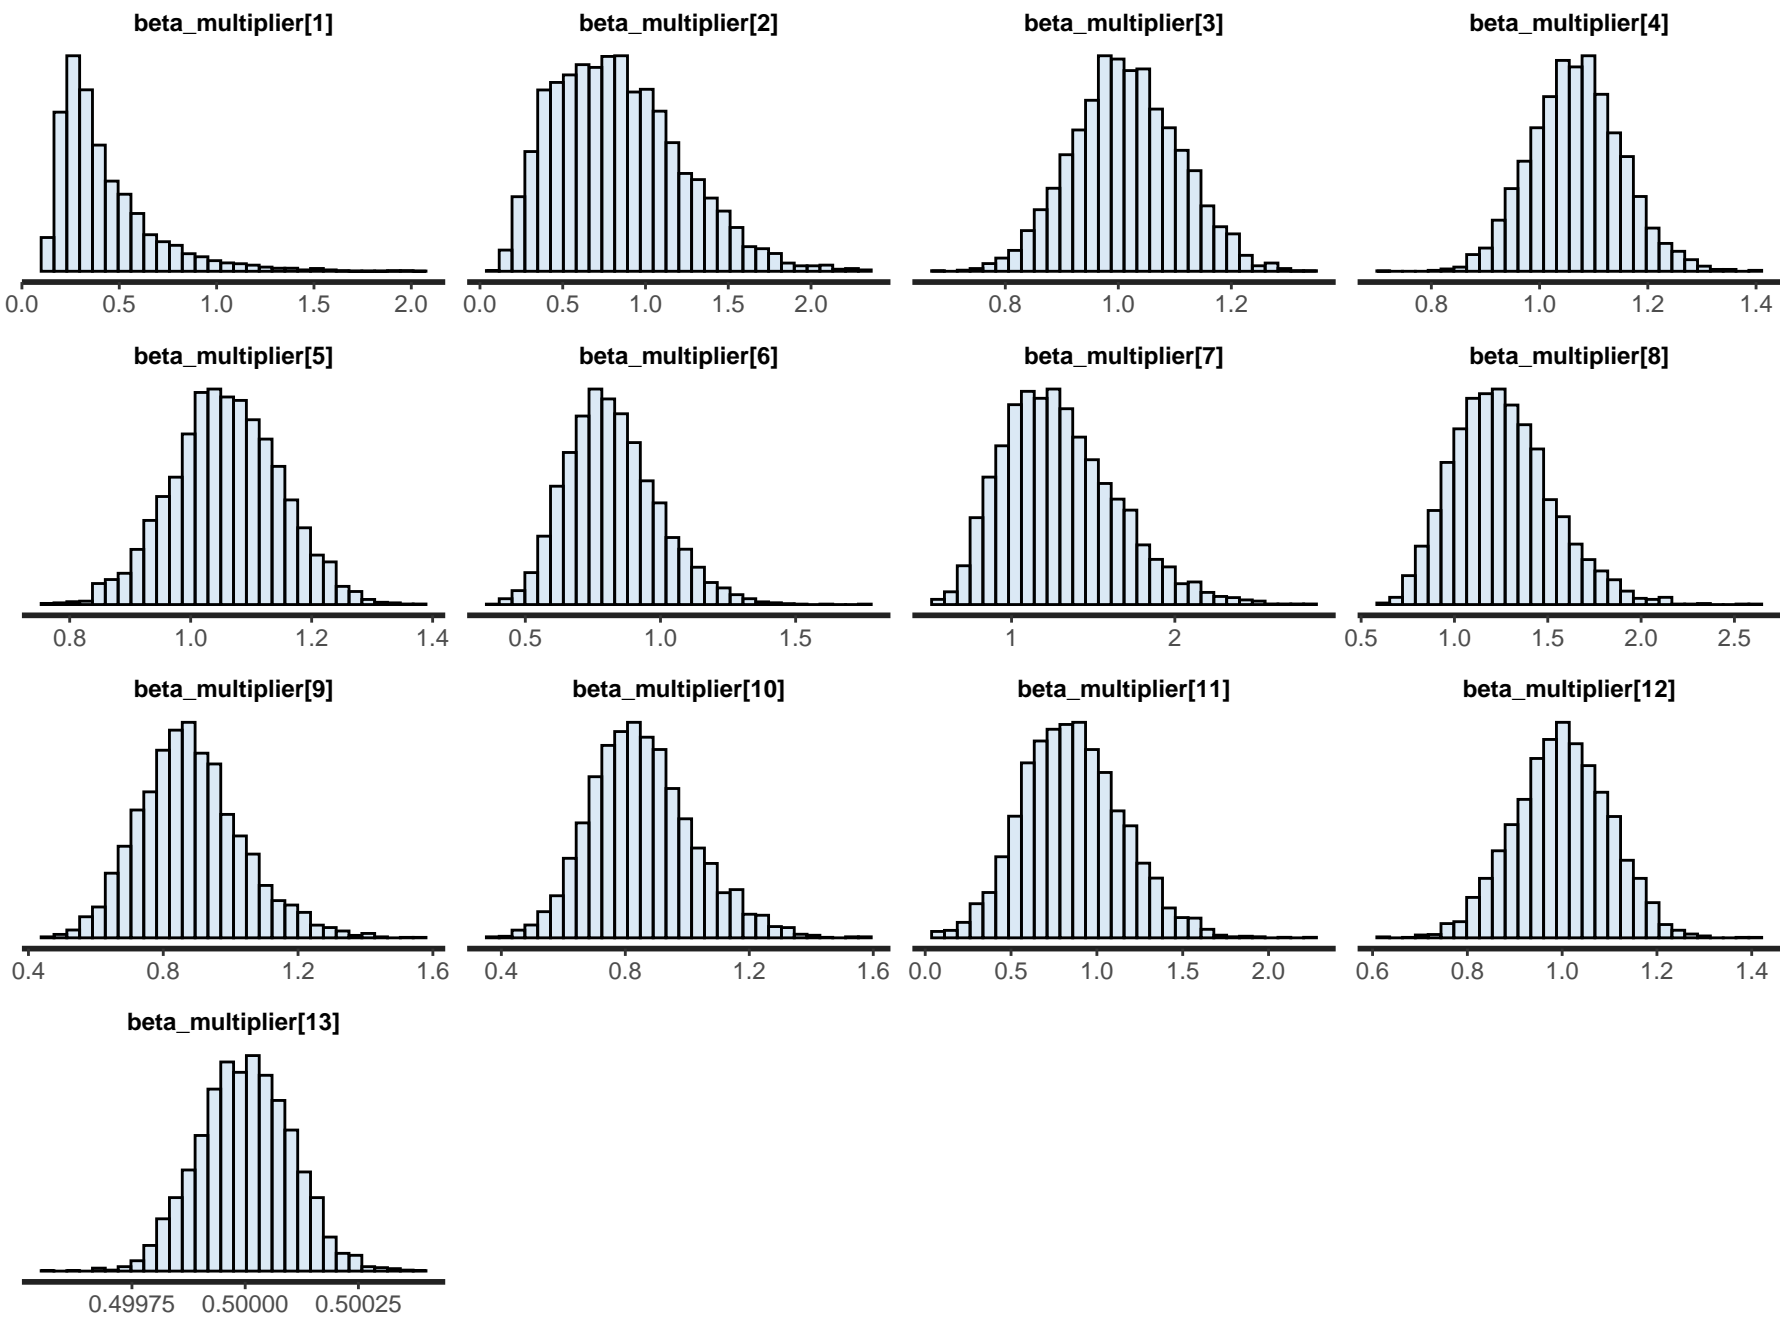 beta_multiplier[1] beta_multiplier[2] beta_multiplier[3] beta_multiplier[4]
0.0 0.5 1.0 1.5 2.0 0.0 0.5 1.0 1.5 2.0 0.8 1.0 1.2 0.8 1.0 1.2 1.4
beta_multiplier[5] beta_multiplier[6] beta_multiplier[7] beta_multiplier[8]
0.8 1.0 1.2 1.4 0.5 1.0 1.5 1 2 0.5 1.0 1.5 2.0 2.5
beta_multiplier[9] beta_multiplier[10] beta_multiplier[11] beta_multiplier[12]
0.4 0.8 1.2 1.6 0.4 0.8 1.2 1.6 0.0 0.5 1.0 1.5 2.0 0.6 0.8 1.0 1.2 1.4
beta_multiplier[13]
0.49975 0.50000 0.50025